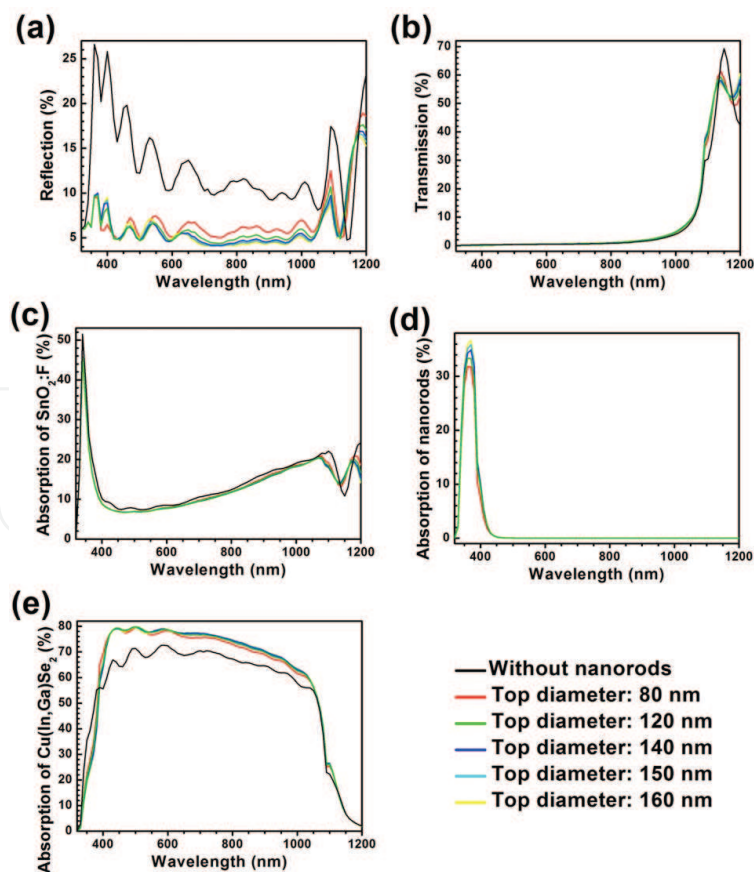 (a)
25
20
15
10
5
Reflection (%)
400 600 800 1000 1200
Wavelength (nm)
(b)
70
60
50
40
30
20
10
0
Transmission (%)
400 600 800 1000 1200
Wavelength (nm)
(c)
50
40
30
20
10
0
Absorption of SnO₂:F (%)
400 600 800 1000 1200
Wavelength (nm)
(d)
30
20
10
0
Absorption of nanorods (%)
400 600 800 1000 1200
Wavelength (nm)
(e)
80
70
60
50
40
30
20
10
0
Absorption of Cu(In,Ga)Se₂ (%)
400 600 800 1000 1200
Wavelength (nm)
Without nanorods
Top diameter: 80 nm
Top diameter: 120 nm
Top diameter: 140 nm
Top diameter: 150 nm
Top diameter: 160 nm